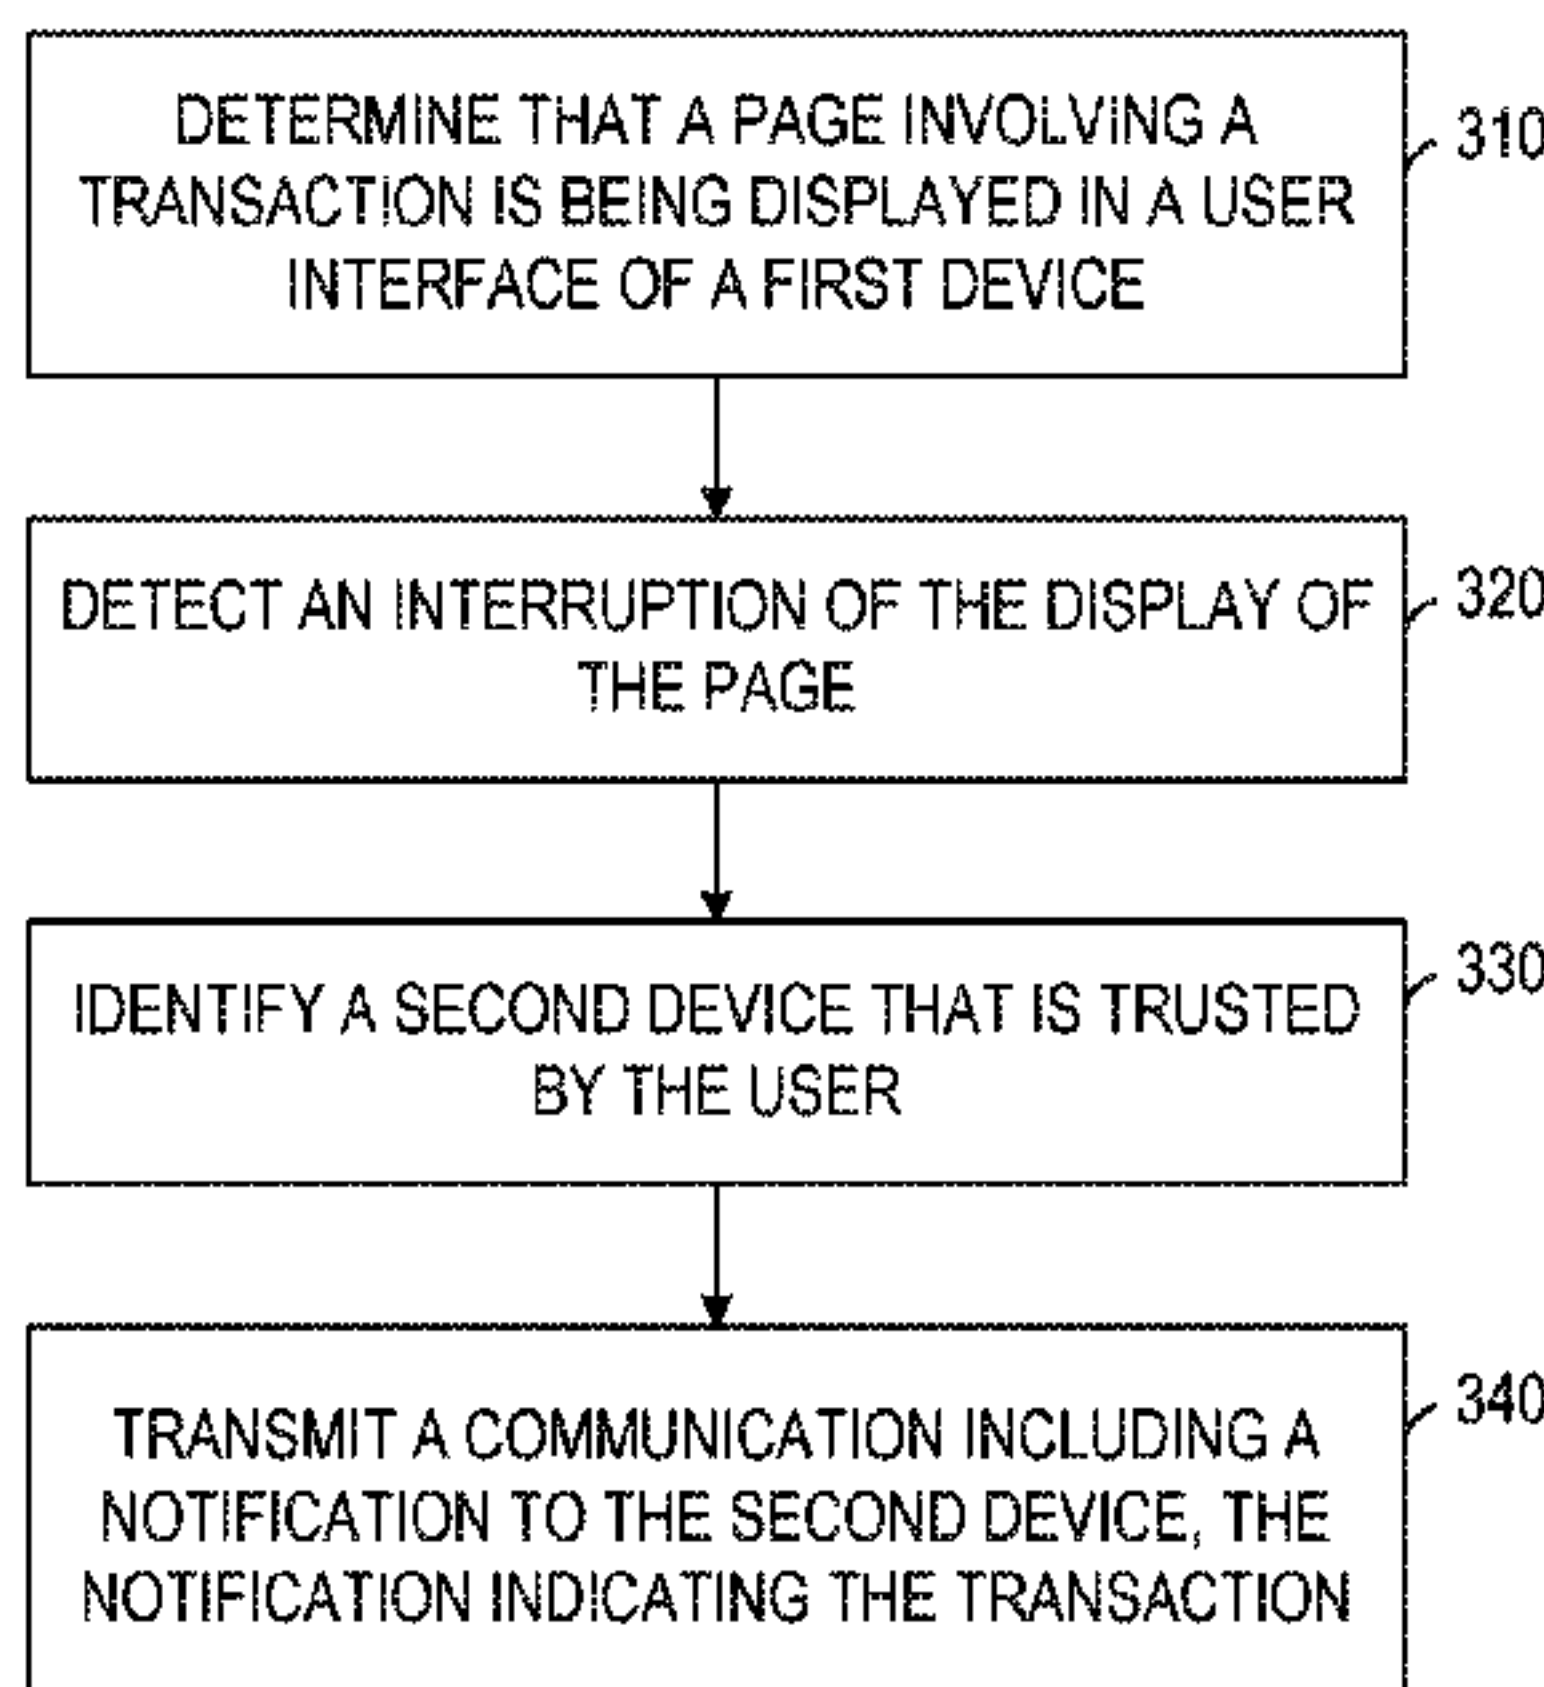 DETERMINE THAT A PAGE INVOLVING A
TRANSACTION IS BEING DISPLAYED IN A USER
INTERFACE OF A FIRST DEVICE
310
DETECT AN INTERRUPTION OF THE DISPLAY OF
THE PAGE
320
IDENTIFY A SECOND DEVICE THAT IS TRUSTED
BY THE USER
330
TRANSMIT A COMMUNICATION INCLUDING A
NOTIFICATION TO THE SECOND DEVICE, THE
NOTIFICATION INDICATING THE TRANSACTION
340